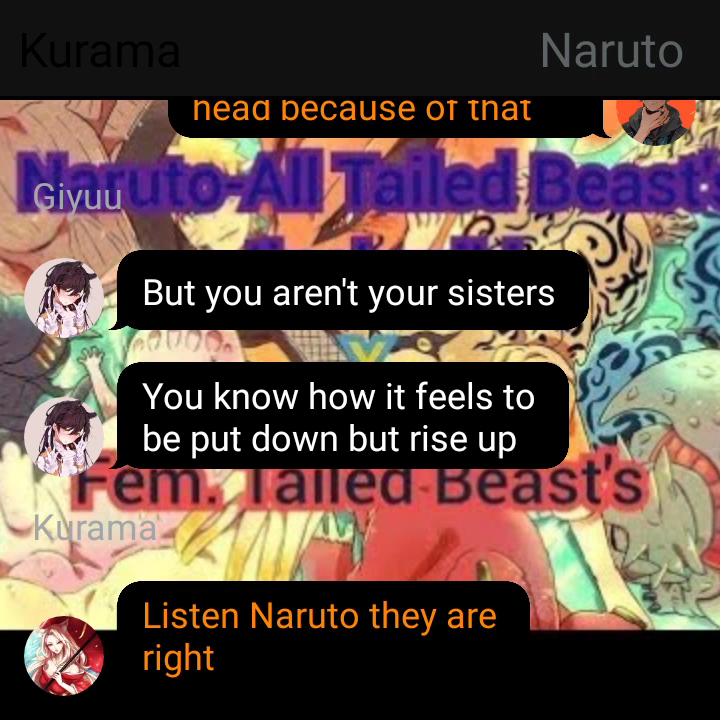 Kurama
Naruto
head because of that
Naruto-All Tailed Beast's
Giyuu
But you aren't your sisters
You know how it feels to
be put down but rise up
Fem. Tailed Beast's
Kurama
Listen Naruto they are
right